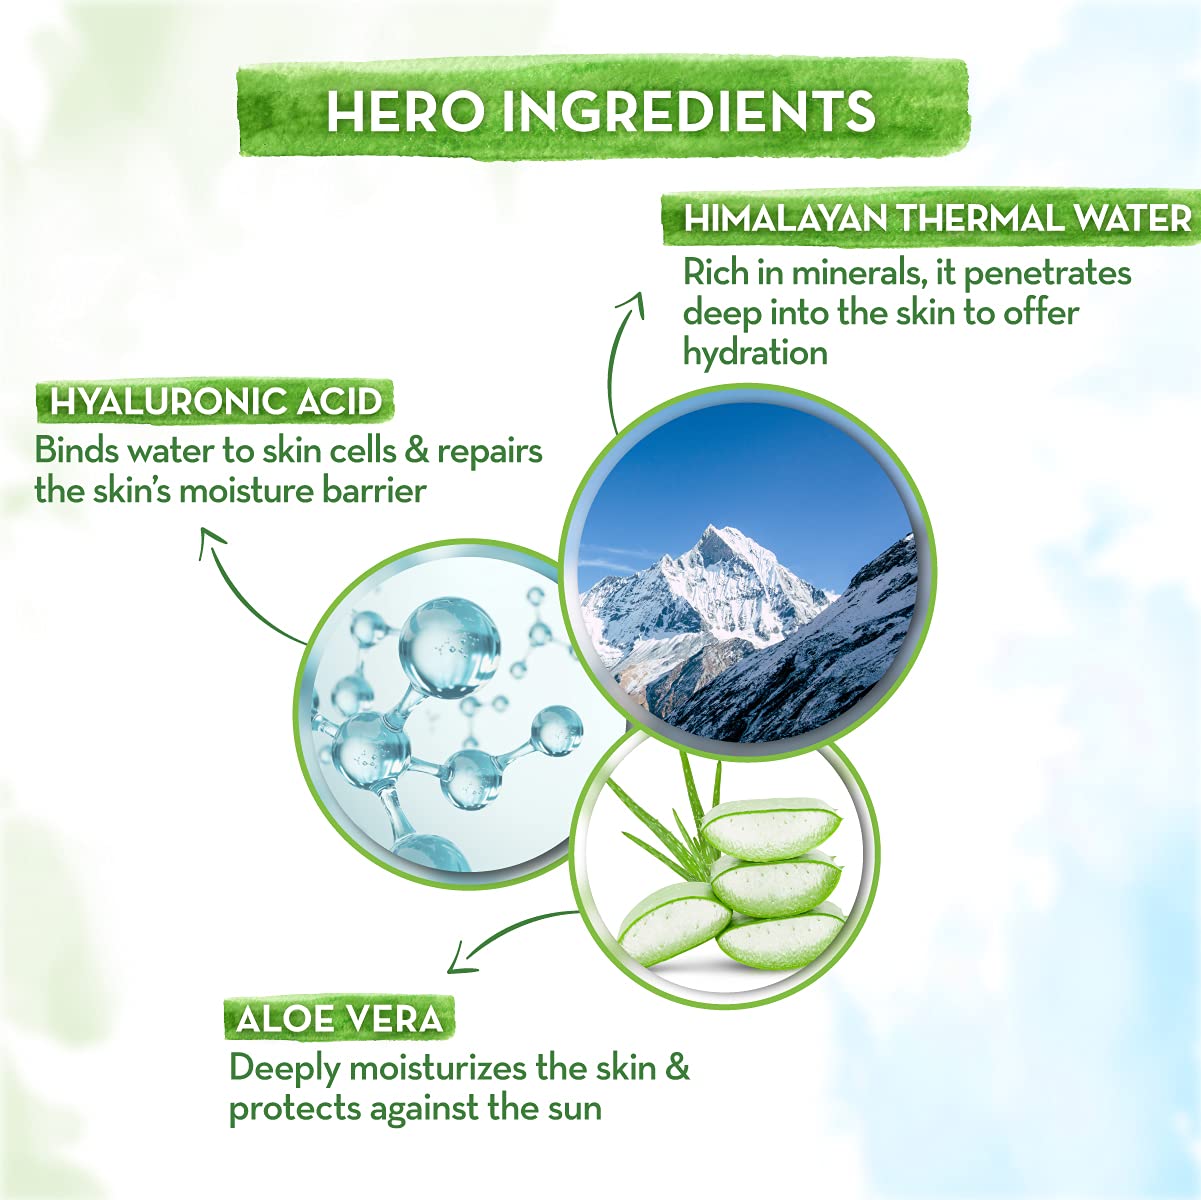 HERO INGREDIENTS
HIMALAYAN THERMAL WATER
Rich in minerals, it penetrates
deep into the skin to offer
hydration
HYALURONIC ACID
Binds water to skin cells & repairs
the skin's moisture barrier
ALOE VERA
Deeply moisturizes the skin &
protects against the sun